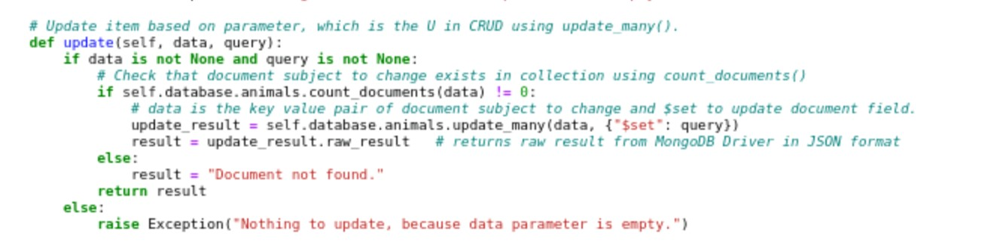 # Update item based on parameter, which is the U in CRUD using update_many().
def update(self, data, query):
    if data is not None and query is not None:
        # Check that document subject to change exists in collection using count_documents()
        if self.database.animals.count_documents(data) != 0:
            # data is the key value pair of document subject to change and $set to update document field.
            update_result = self.database.animals.update_many(data, {"$set": query})
            result = update_result.raw_result   # returns raw result from MongoDB Driver in JSON format
        else:
            result = "Document not found."
        return result
    else:
        raise Exception("Nothing to update, because data parameter is empty.")